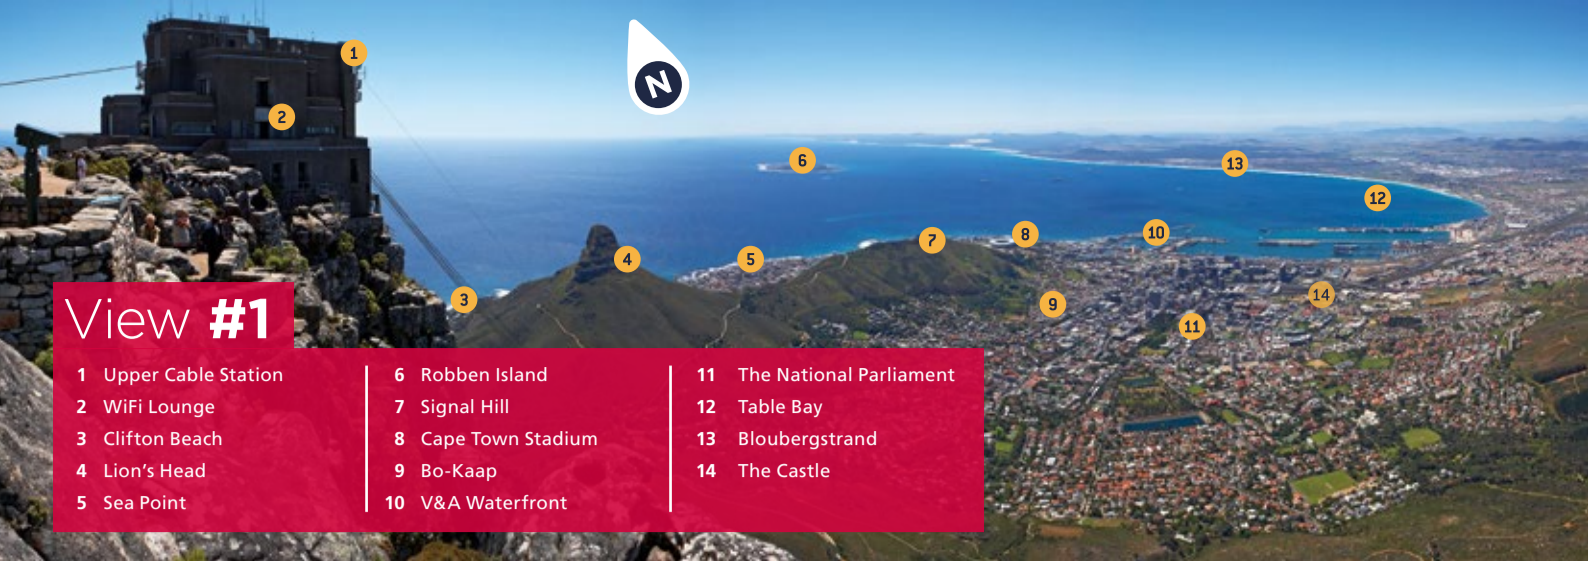 N
1
2
6
13
12
7
8
10
4
5
3
9
14
11
View #1
1 Upper Cable Station
2 WiFi Lounge
3 Clifton Beach
4 Lion's Head
5 Sea Point
6 Robben Island
7 Signal Hill
8 Cape Town Stadium
9 Bo-Kaap
10 V&A Waterfront
11 The National Parliament
12 Table Bay
13 Bloubergstrand
14 The Castle